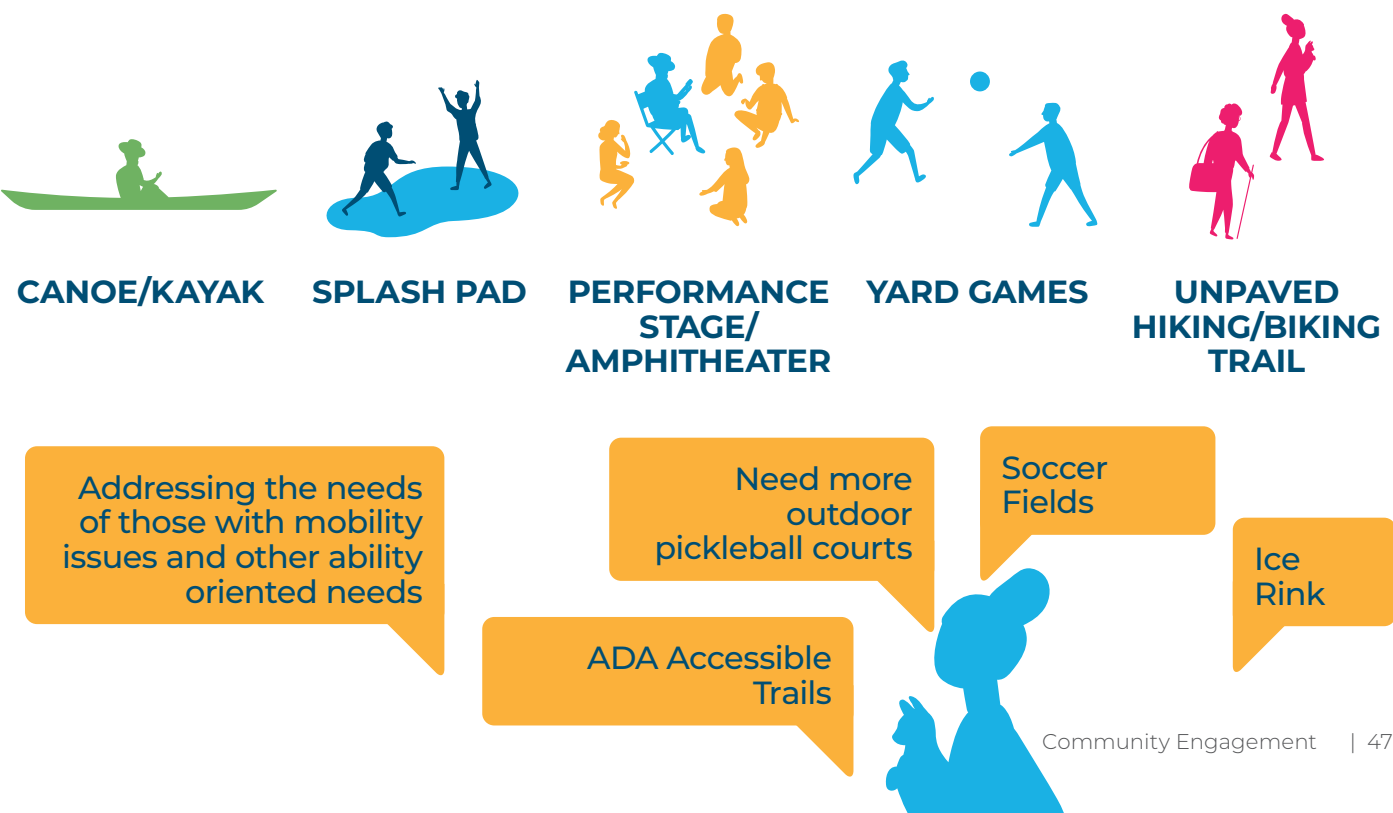 CANOE/KAYAK
SPLASH PAD
PERFORMANCE
STAGE/
AMPHITHEATER
YARD GAMES
UNPAVED
HIKING/BIKING
TRAIL
Addressing the needs
of those with mobility
issues and other ability
oriented needs
Need more
outdoor
pickleball courts
Soccer
Fields
Ice
Rink
ADA Accessible
Trails
Community Engagement | 47